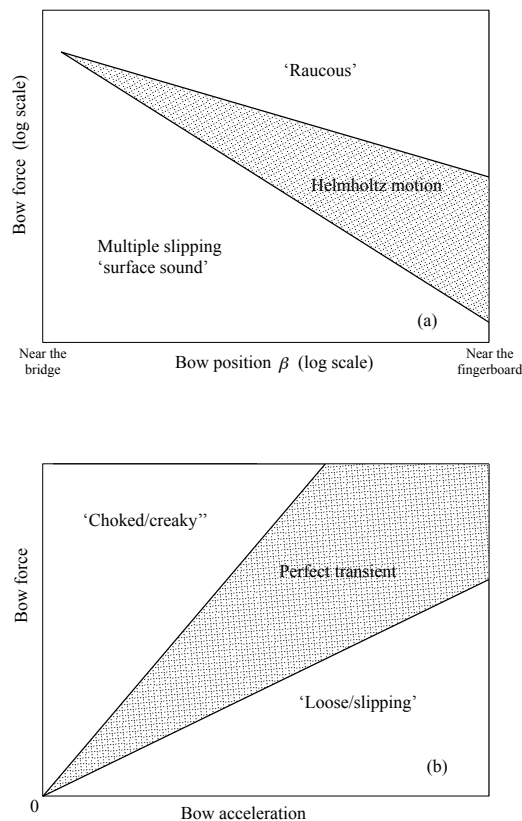 ‘Raucous’
Bow force (log scale)
Helmholtz motion
Multiple slipping
‘surface sound’
(a)
Near the
bridge
Bow position β (log scale)
Near the
fingerboard
‘Choked/creaky’’
Bow force
Perfect transient
‘Loose/slipping’
(b)
0
Bow acceleration